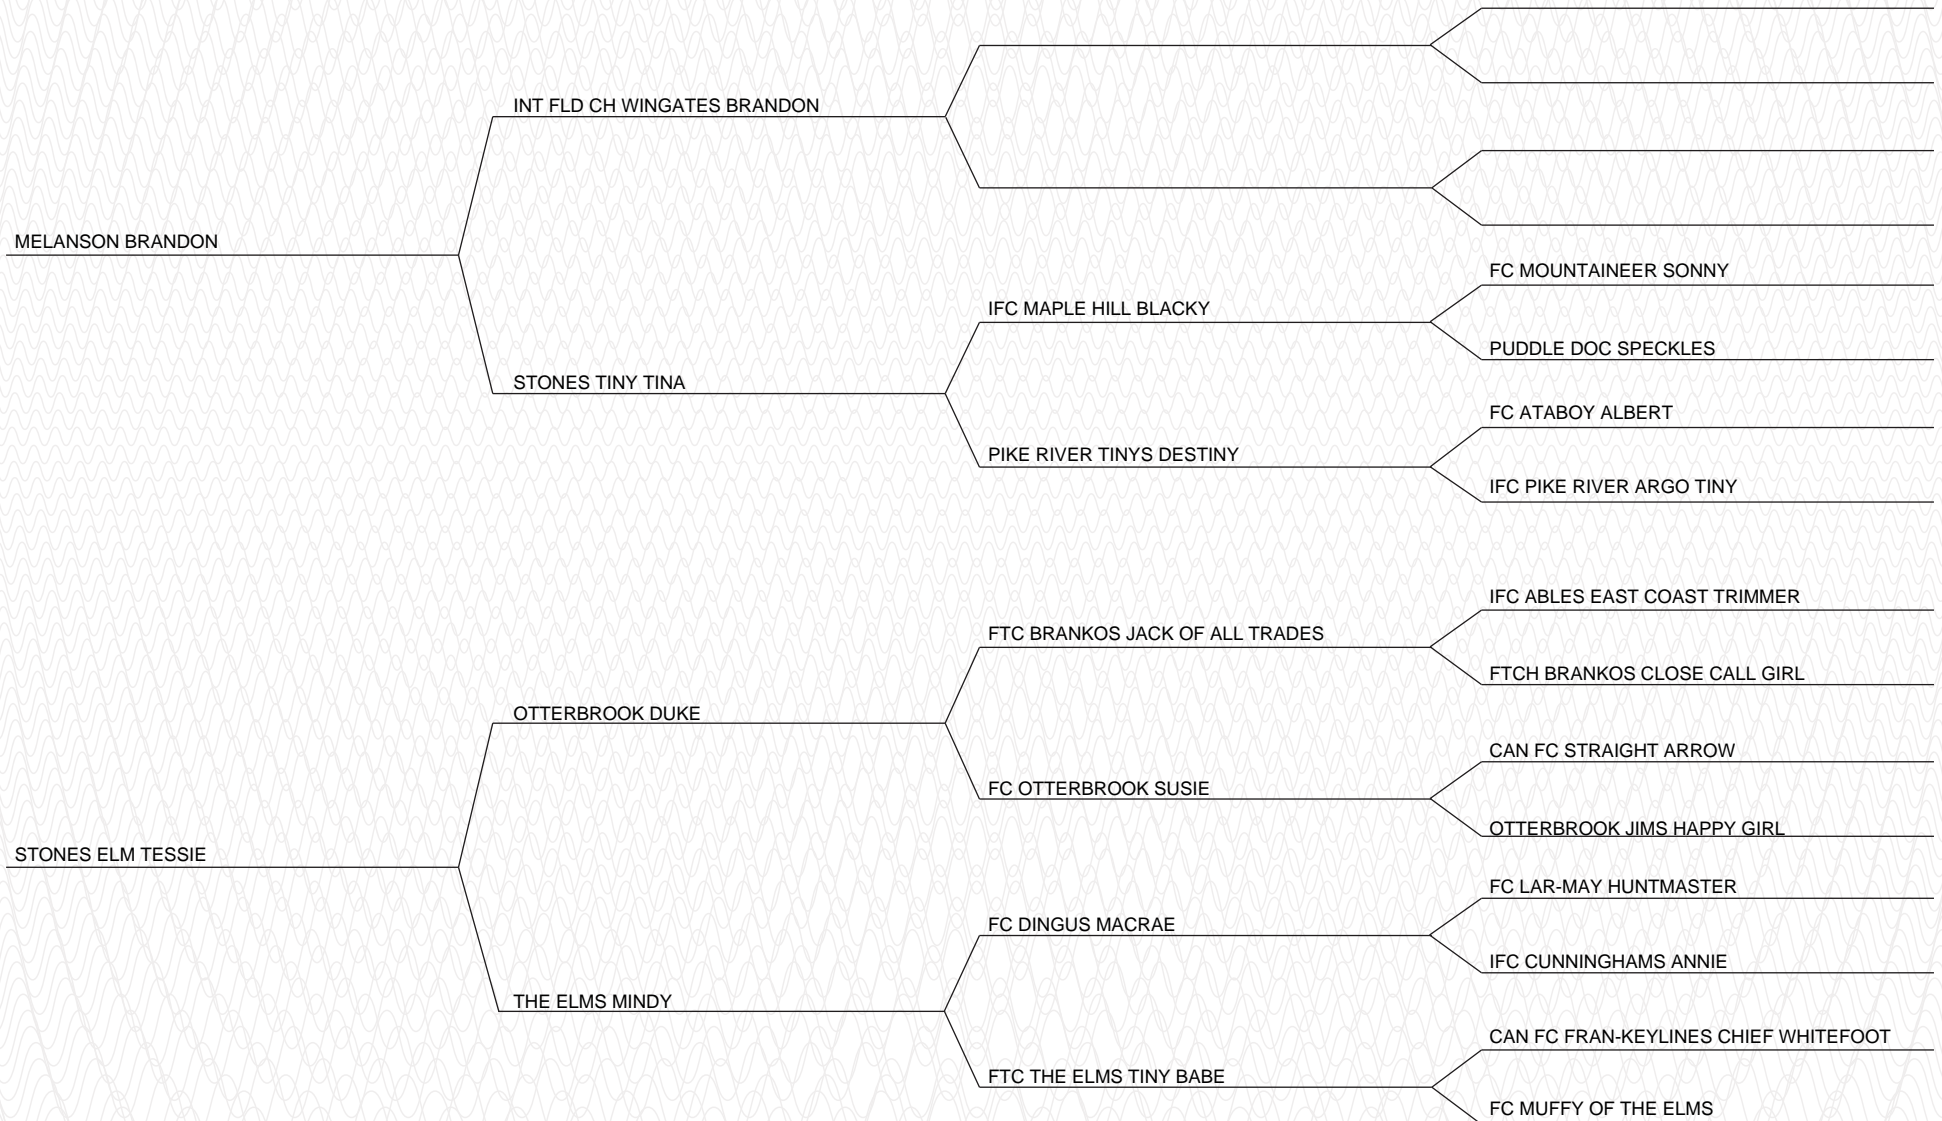 INT FLD CH WINGATES BRANDON
MELANSON BRANDON
FC MOUNTAINEER SONNY
IFC MAPLE HILL BLACKY
PUDDLE DOC SPECKLES
STONES TINY TINA
FC ATABOY ALBERT
PIKE RIVER TINYS DESTINY
IFC PIKE RIVER ARGO TINY
IFC ABLES EAST COAST TRIMMER
FTC BRANKOS JACK OF ALL TRADES
FTCH BRANKOS CLOSE CALL GIRL
OTTERBROOK DUKE
CAN FC STRAIGHT ARROW
FC OTTERBROOK SUSIE
OTTERBROOK JIMS HAPPY GIRL
STONES ELM TESSIE
FC LAR-MAY HUNTMASTER
FC DINGUS MACRAE
IFC CUNNINGHAMS ANNIE
THE ELMS MINDY
CAN FC FRAN-KEYLINES CHIEF WHITEFOOT
FTC THE ELMS TINY BABE
FC MUFFY OF THE ELMS